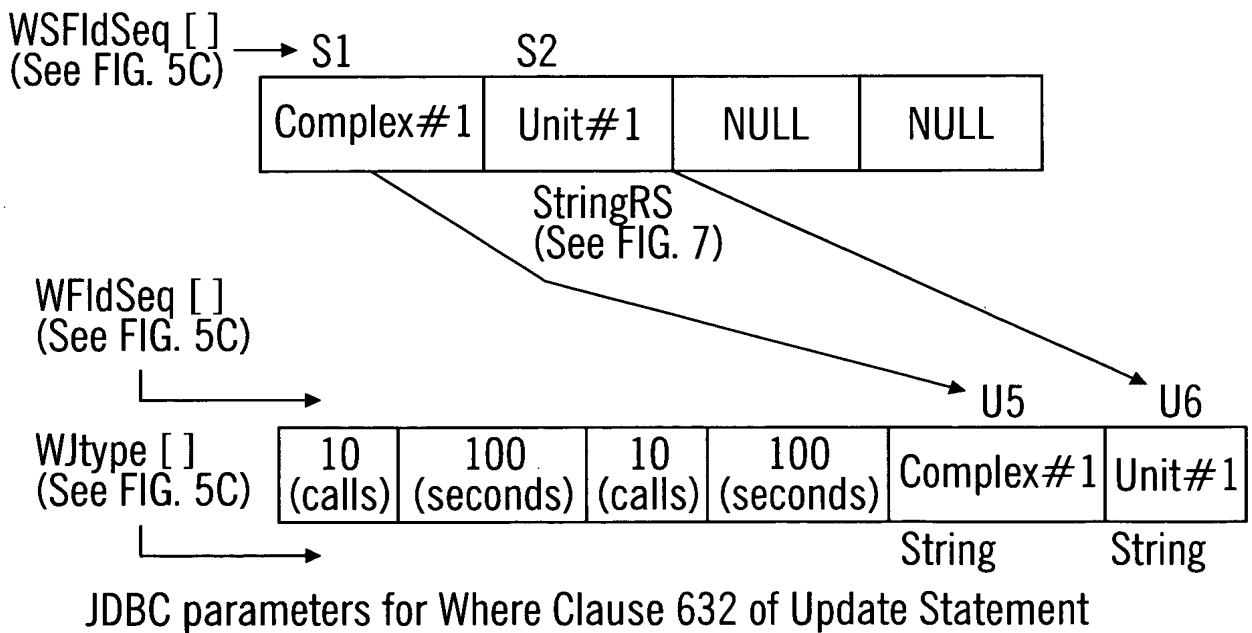 WSFldSeq [ ]
(See FIG. 5C)
S1 S2
Complex#1 Unit#1 NULL NULL
StringRS
(See FIG. 7)
WFldSeq [ ]
(See FIG. 5C)
U5 U6
WJtype [ ]
(See FIG. 5C)
10 100 10 100 Complex#1 Unit#1
(calls) (seconds) (calls) (seconds)
String String
JDBC parameters for Where Clause 632 of Update Statement